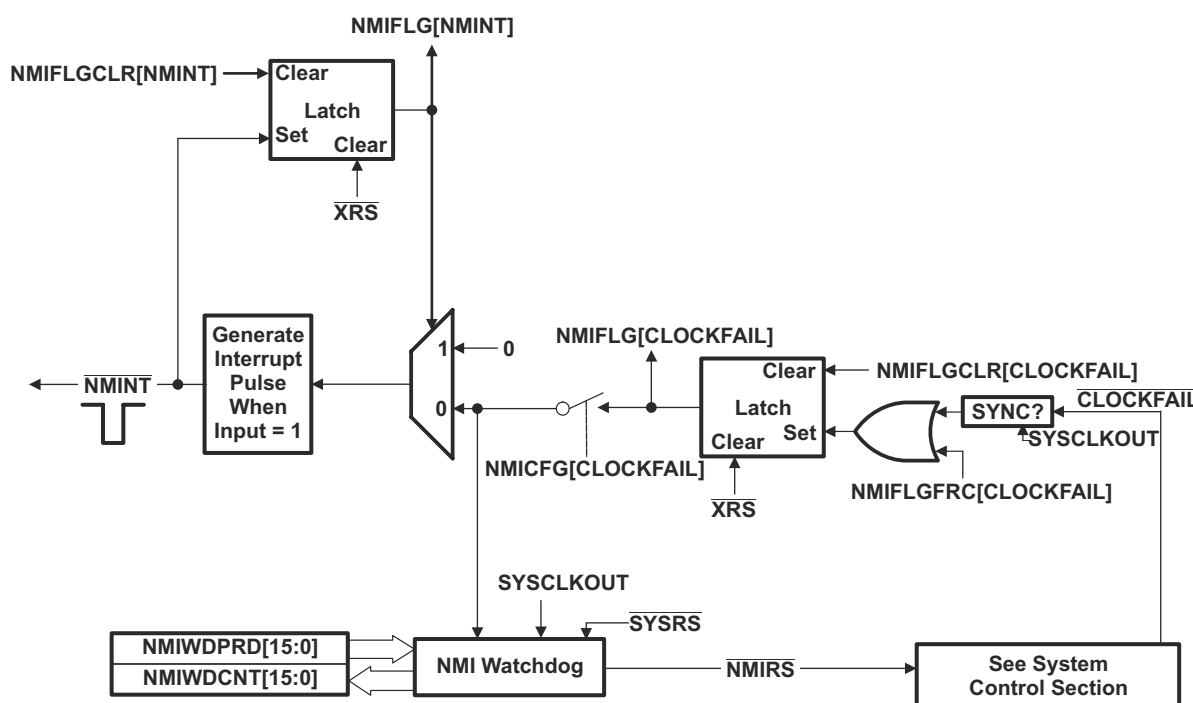 NMIFLG[NMINT]
NMIFLGCLR[NMINT]
Clear
Latch
Set
Clear
XRS
Generate
Interrupt
Pulse
When
Input = 1
NMINT
1
0
0
NMIFLG[CLOCKFAIL]
NMICFG[CLOCKFAIL]
Clear
Latch
Set
Clear
XRS
NMIFLGCLR[CLOCKFAIL]
CLOCKFAIL
SYNC?
SYSCLKOUT
NMIFLGFRC[CLOCKFAIL]
SYSCLKOUT
SYSRS
NMIWDPRD[15:0]
NMIWDCNT[15:0]
NMI Watchdog
NMIRS
See System
Control Section